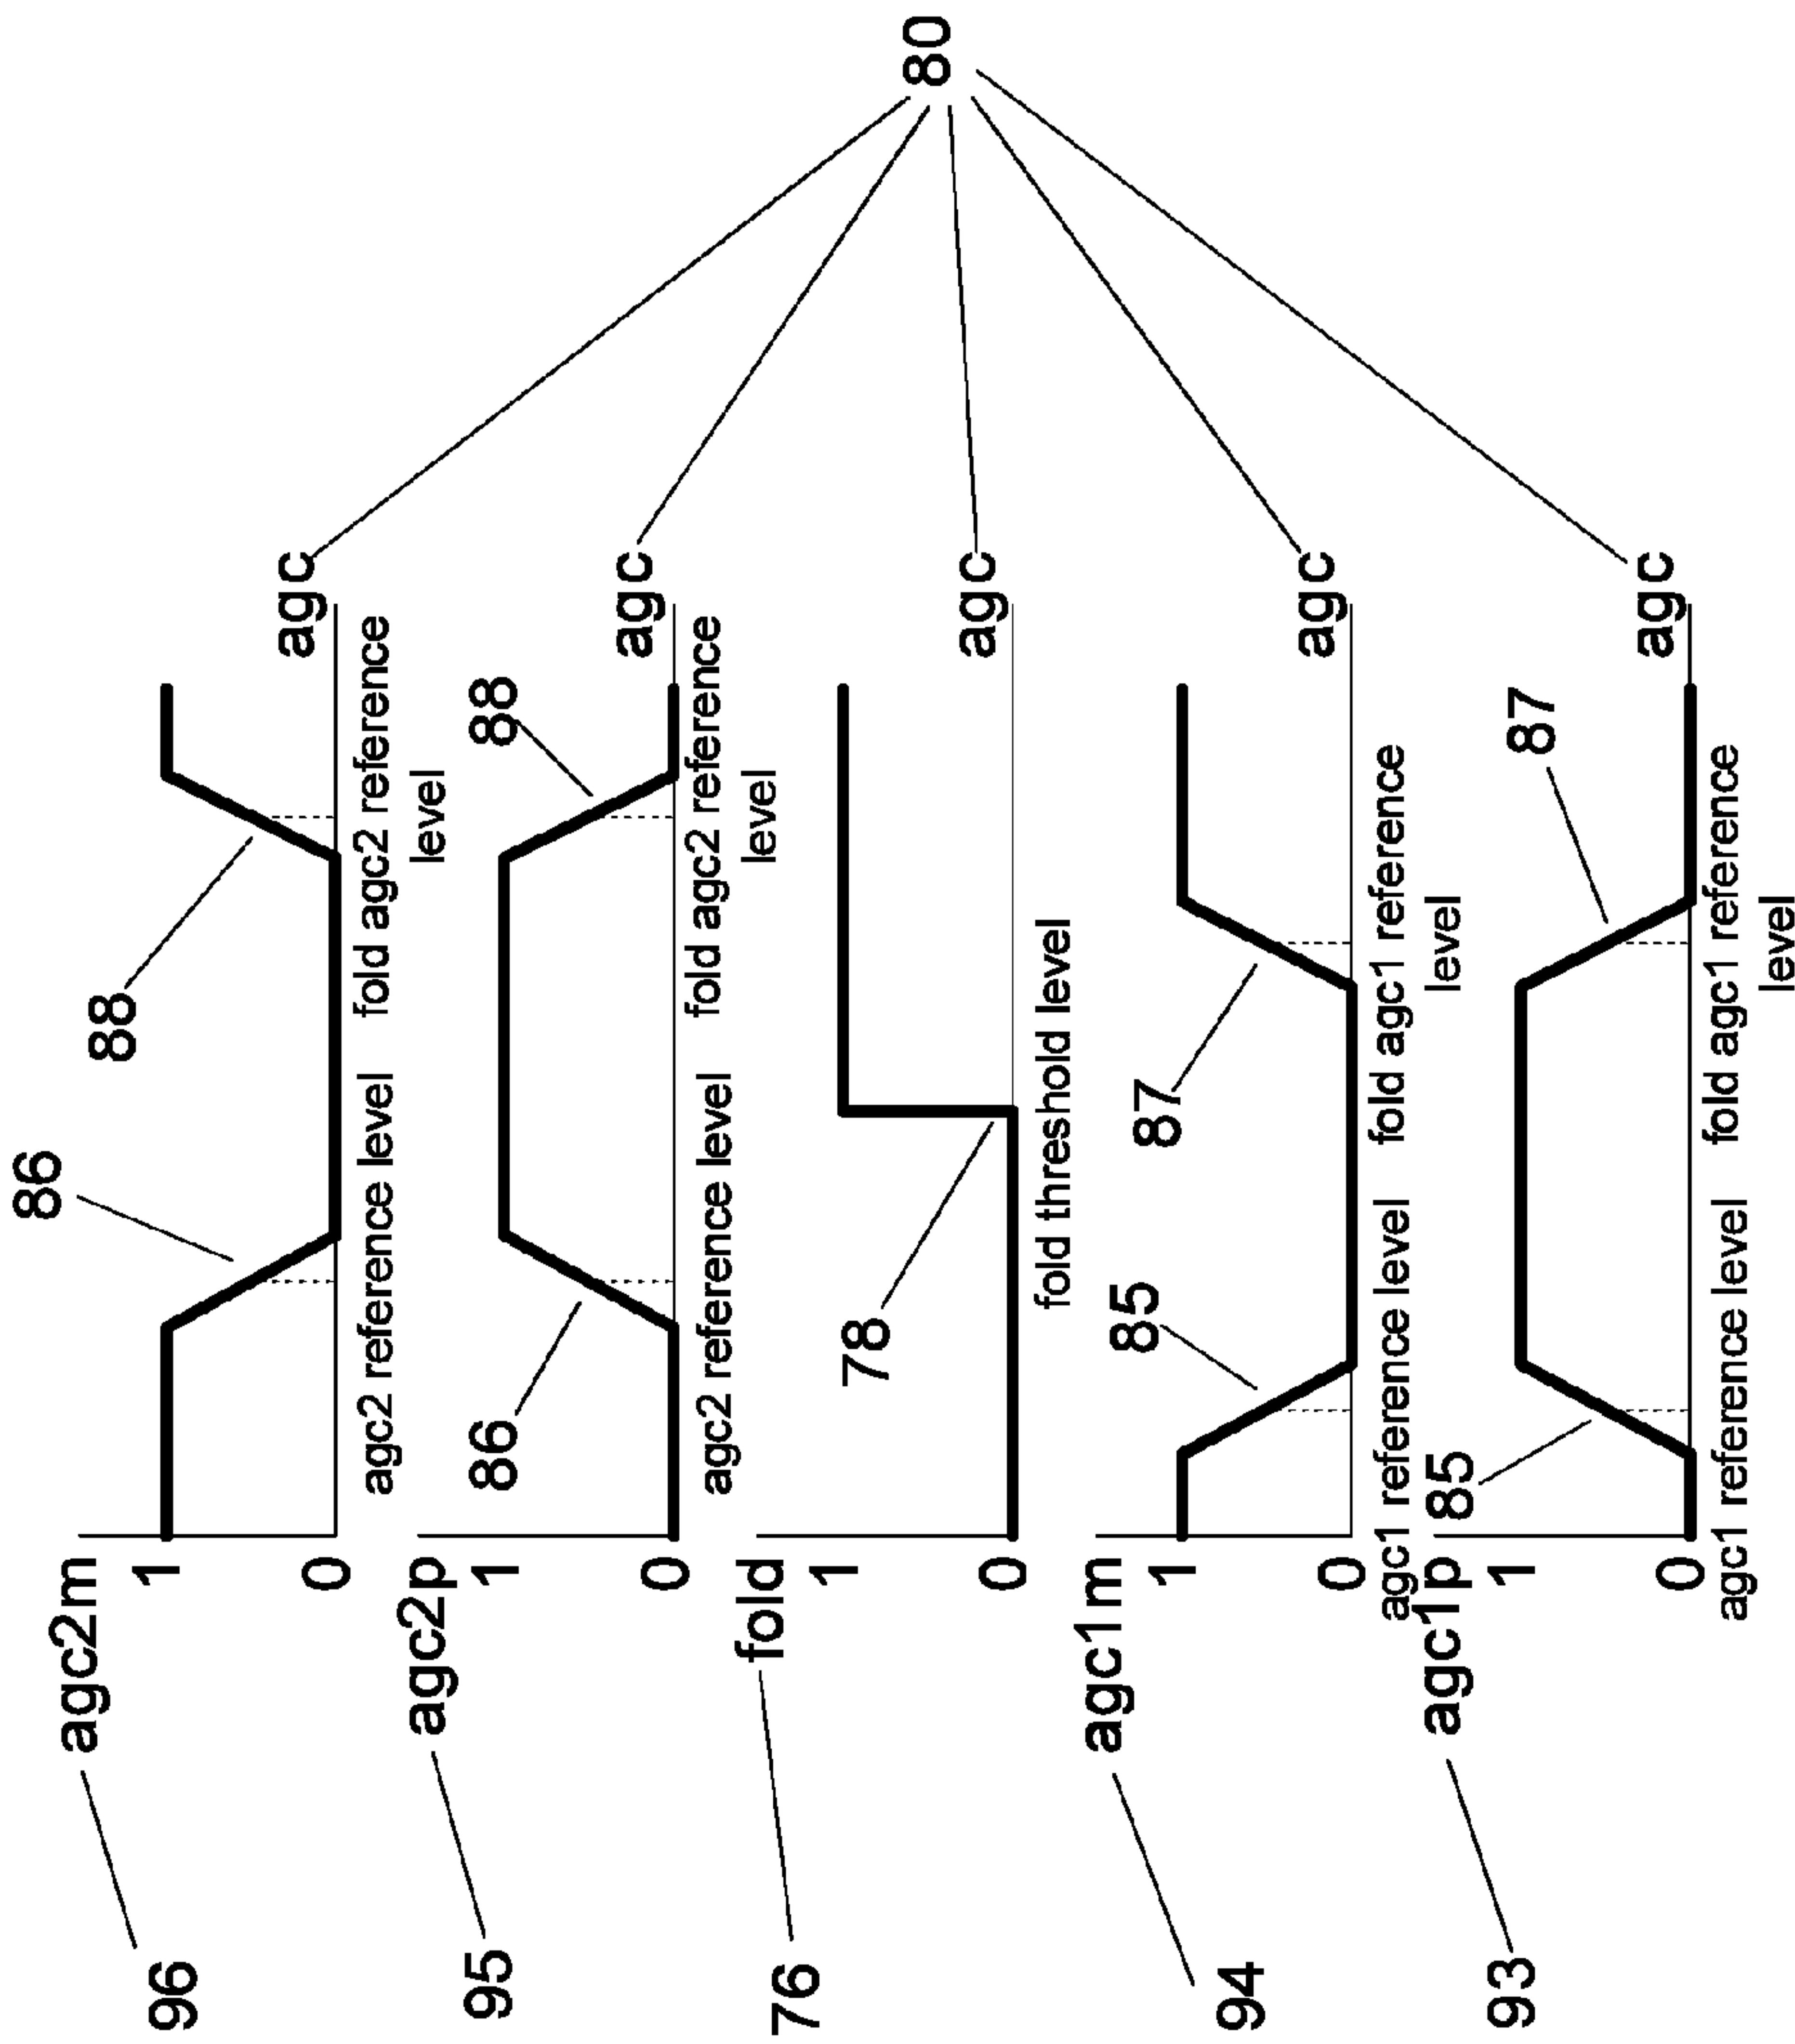 86
88
96
agc2m
1
0
agc
agc2 reference level
fold agc2 reference
level
86
88
95
agc2p
1
0
agc
agc2 reference level
fold agc2 reference
level
80
76
fold
1
0
78
agc
fold threshold level
85
87
94
agc1m
1
0
agc
agc1 reference level
fold agc1 reference
level
85
87
93
agc1p
1
0
agc
agc1 reference level
fold agc1 reference
level